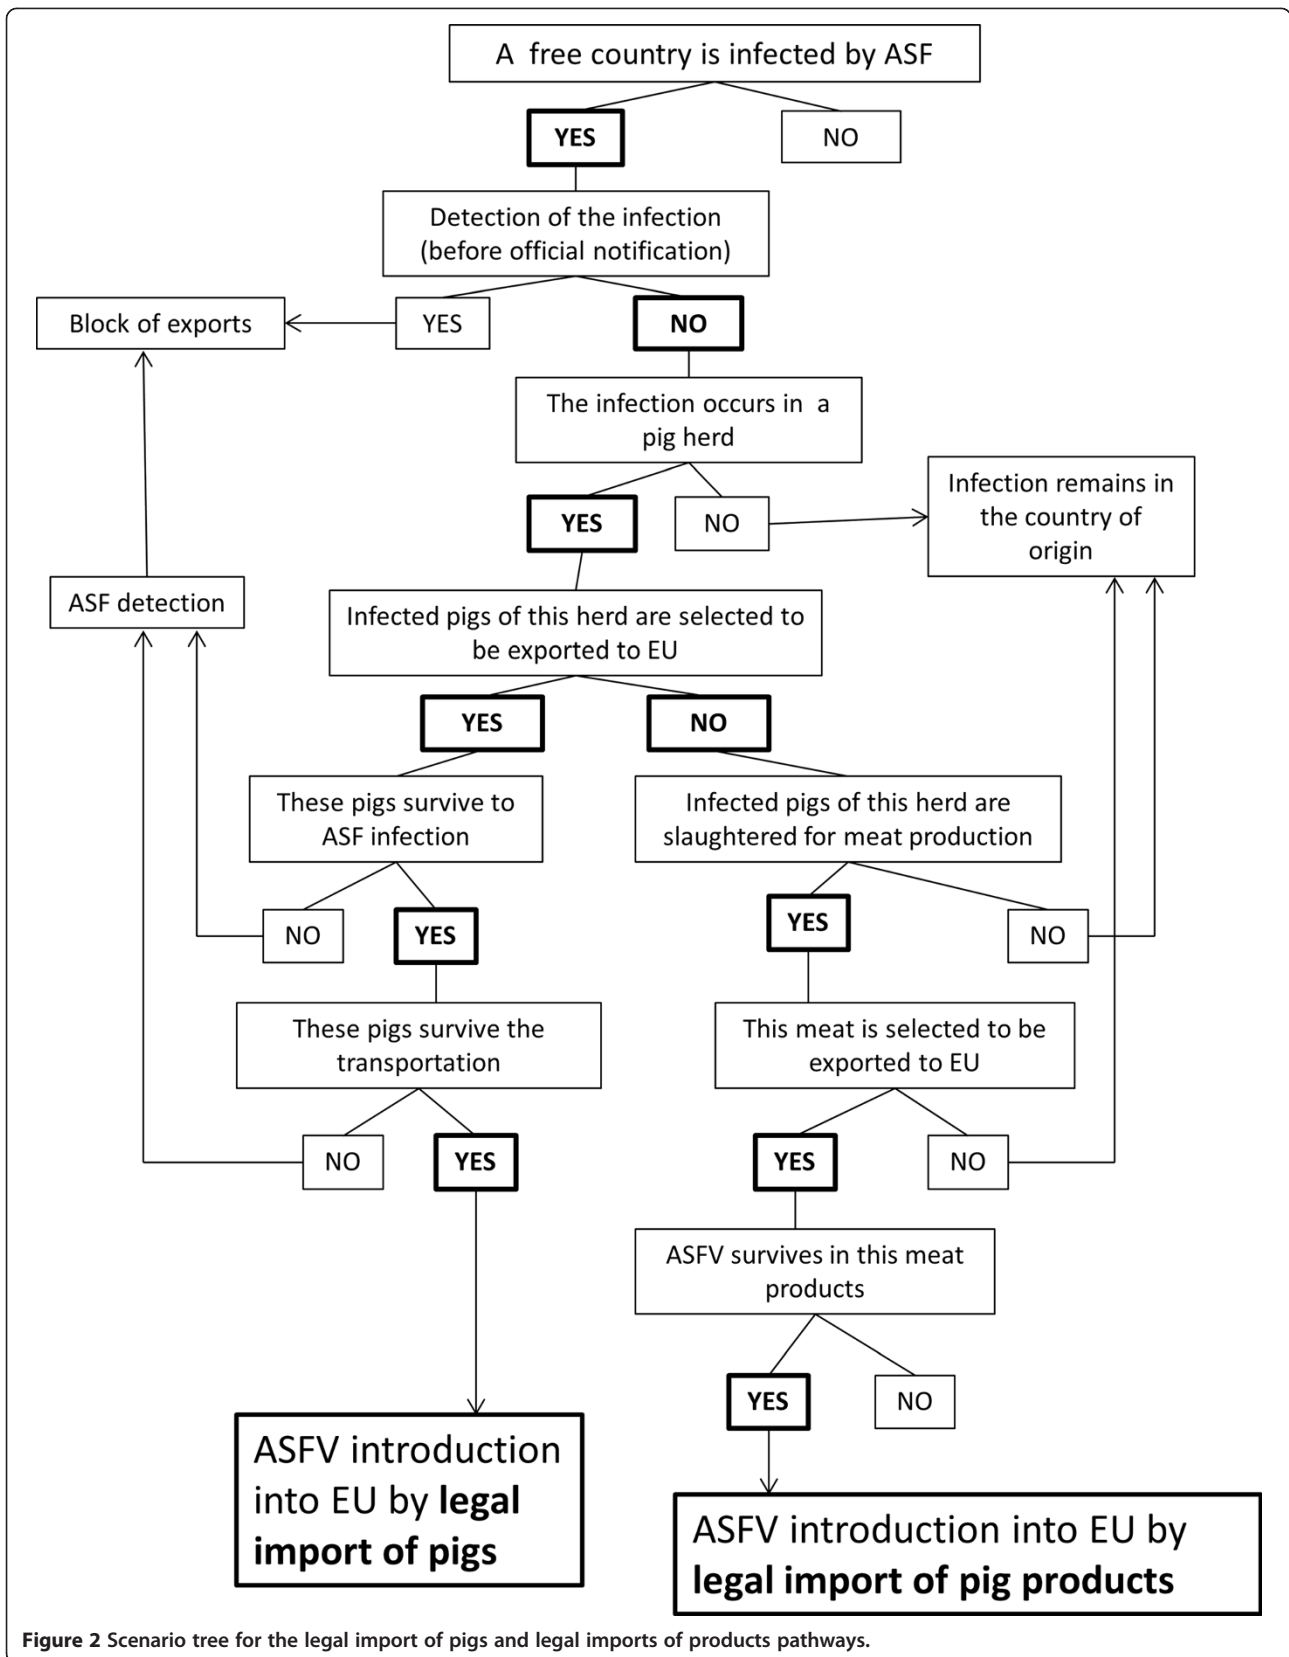 A free country is infected by ASF
YES
NO
Detection of the infection
(before official notification)
Block of exports
YES
NO
The infection occurs in a
pig herd
YES
NO
Infection remains in
the country of
origin
ASF detection
Infected pigs of this herd are selected to
be exported to EU
YES
NO
These pigs survive to
ASF infection
Infected pigs of this herd are
slaughtered for meat production
NO
YES
YES
NO
These pigs survive the
transportation
This meat is selected to be
exported to EU
NO
YES
YES
NO
ASFV survives in this meat
products
YES
NO
ASFV introduction
into EU by legal
import of pigs
ASFV introduction into EU by
legal import of pig products
Figure 2 Scenario tree for the legal import of pigs and legal imports of products pathways.